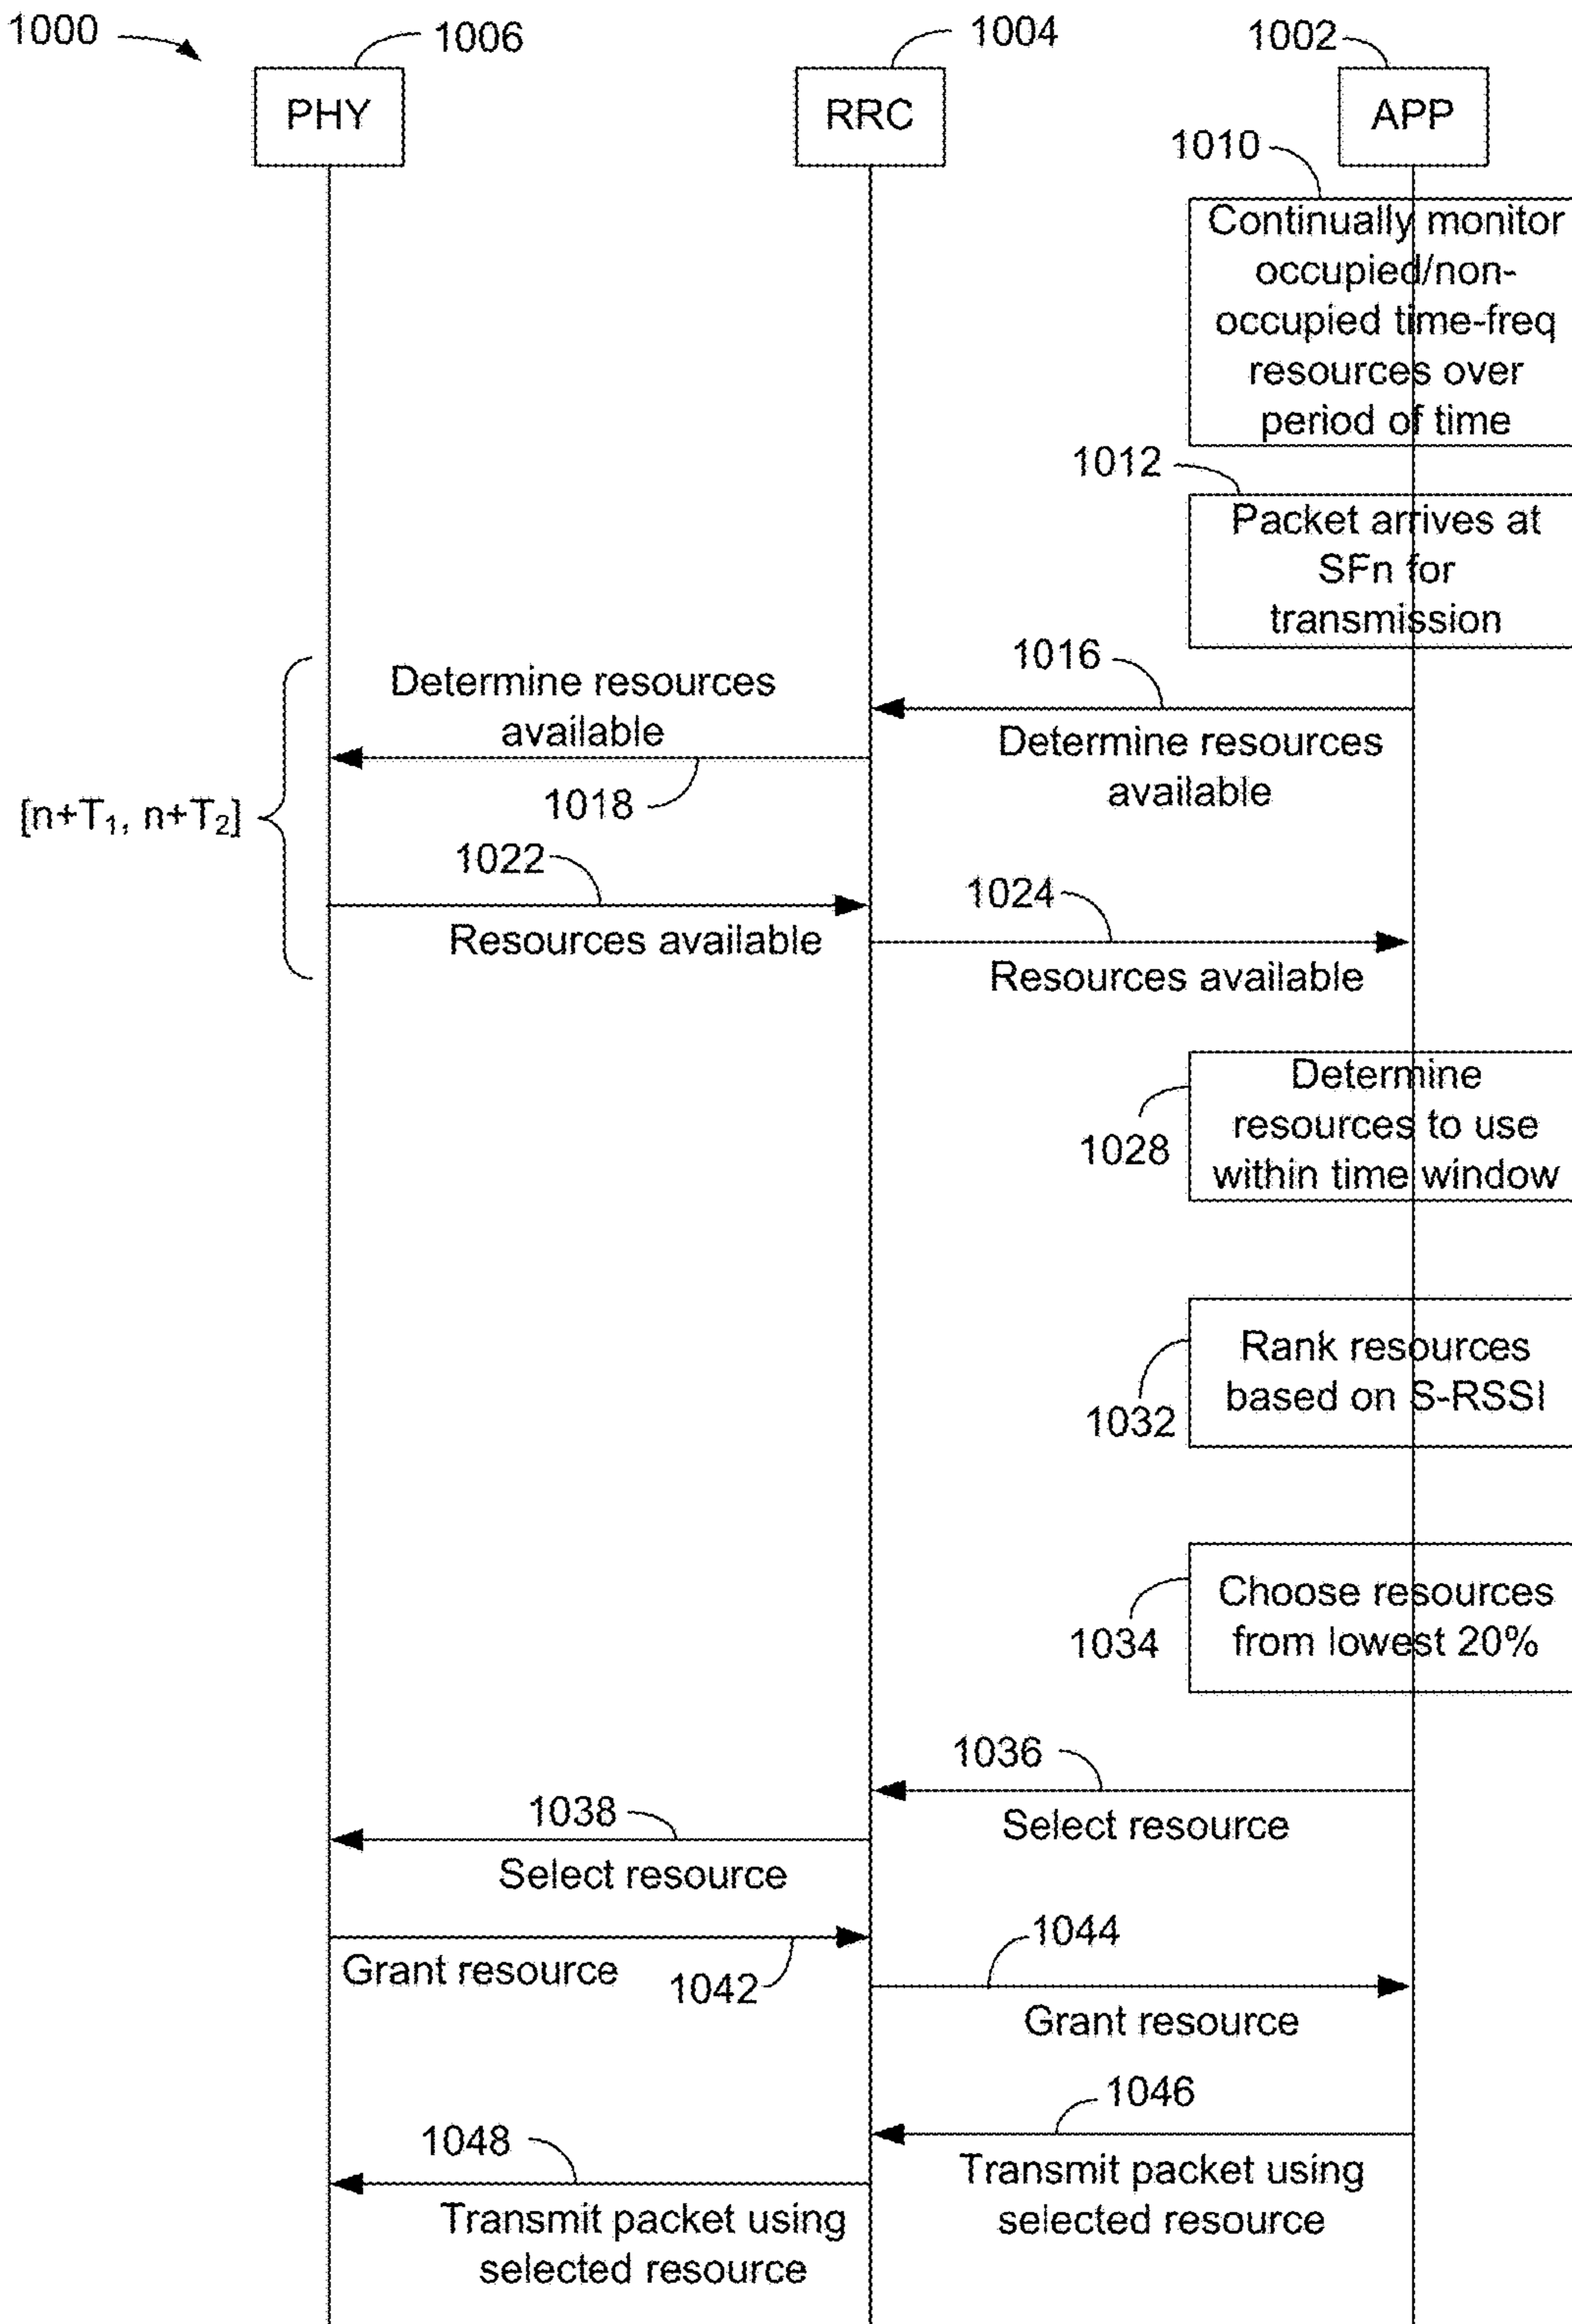 1000
1006
1004
1002
PHY
RRC
APP
1010
Continually monitor
occupied/non-
occupied time-freq
resources over
period of time
1012
Packet arrives at
SFn for
transmission
1016
Determine resources
available
Determine resources
available
1018
[n+T₁, n+T₂]
1022
Resources available
1024
Resources available
Determine
resources to use
within time window
1028
Rank resources
based on S-RSSI
1032
Choose resources
from lowest 20%
1034
1036
Select resource
1038
Select resource
1042
Grant resource
1044
Grant resource
1046
Transmit packet using
selected resource
1048
Transmit packet using
selected resource